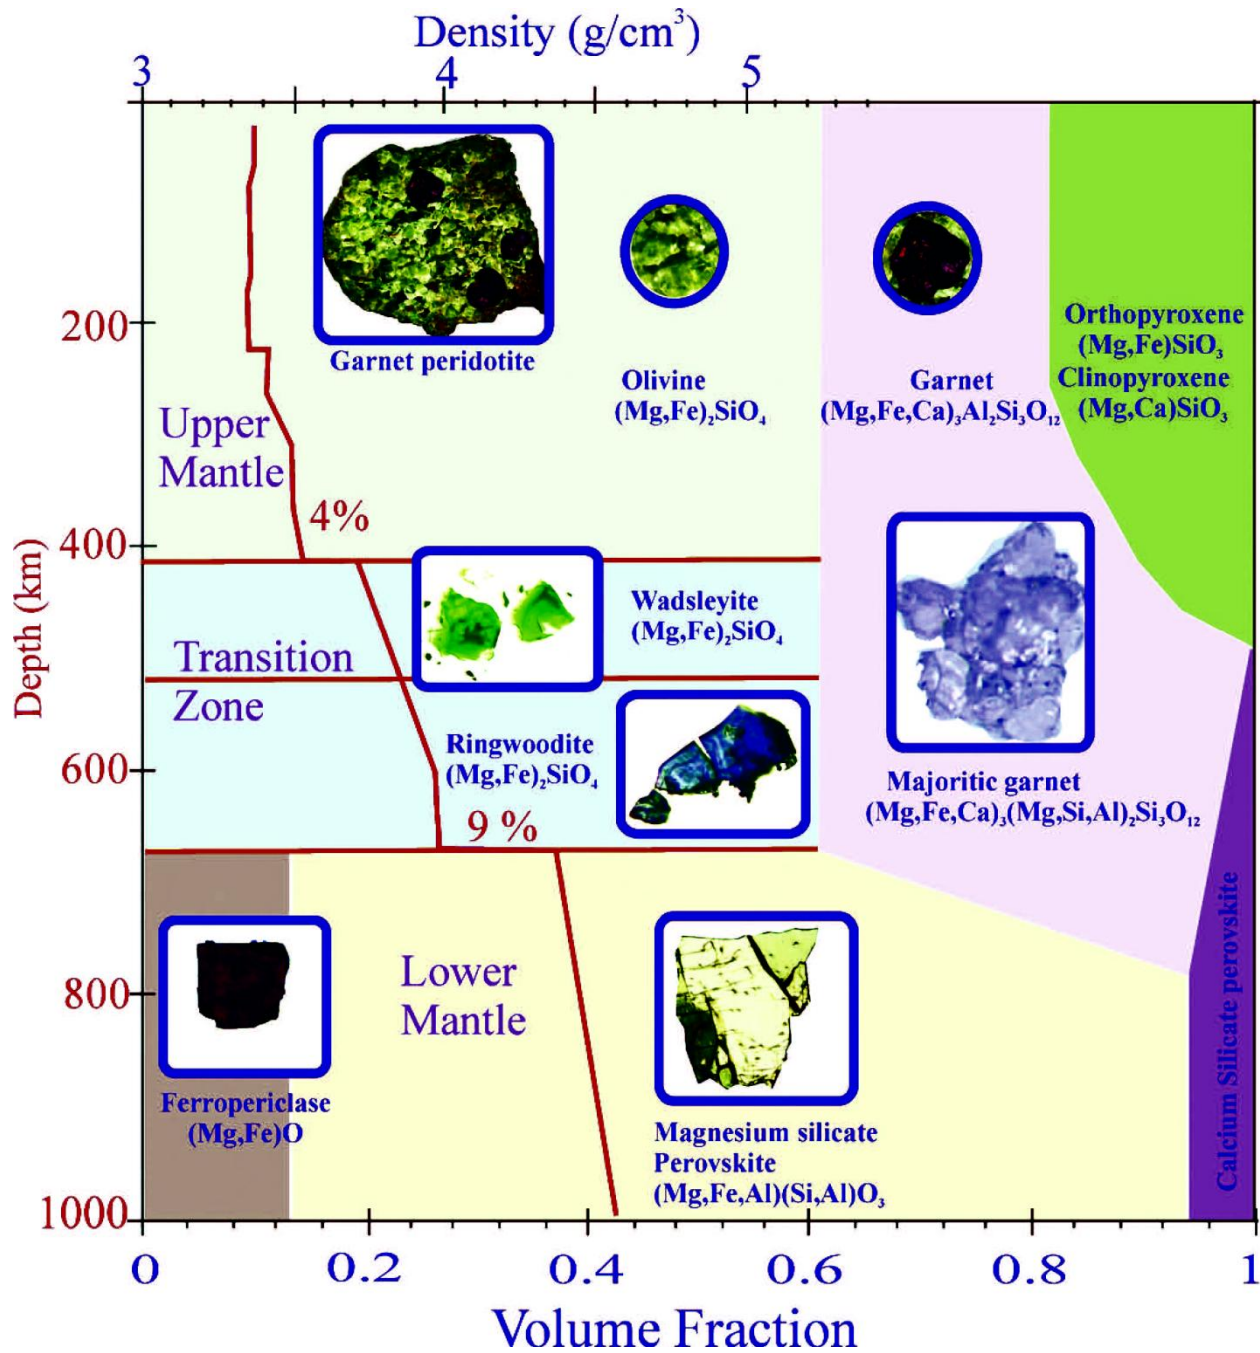 Density (g/cm³)
3 4 5
Garnet peridotite
Olivine
(Mg,Fe)₂SiO₄
Garnet
(Mg,Fe,Ca)₃Al₂Si₃O₁₂
Orthopyroxene
(Mg,Fe)SiO₃
Clinopyroxene
(Mg,Ca)SiO₃
200
Upper
Mantle
4%
400
Depth (km)
Wadsleyite
(Mg,Fe)₂SiO₄
Transition
Zone
Ringwoodite
(Mg,Fe)₂SiO₄
600
9 %
Majoritic garnet
(Mg,Fe,Ca)₃(Mg,Si,Al)₂Si₃O₁₂
Lower
Mantle
800
Ferropericlase
(Mg,Fe)O
Magnesium silicate
Perovskite
(Mg,Fe,Al)(Si,Al)O₃
Calcium Silicate perovskite
1000
0 0.2 0.4 0.6 0.8 1
Volume Fraction